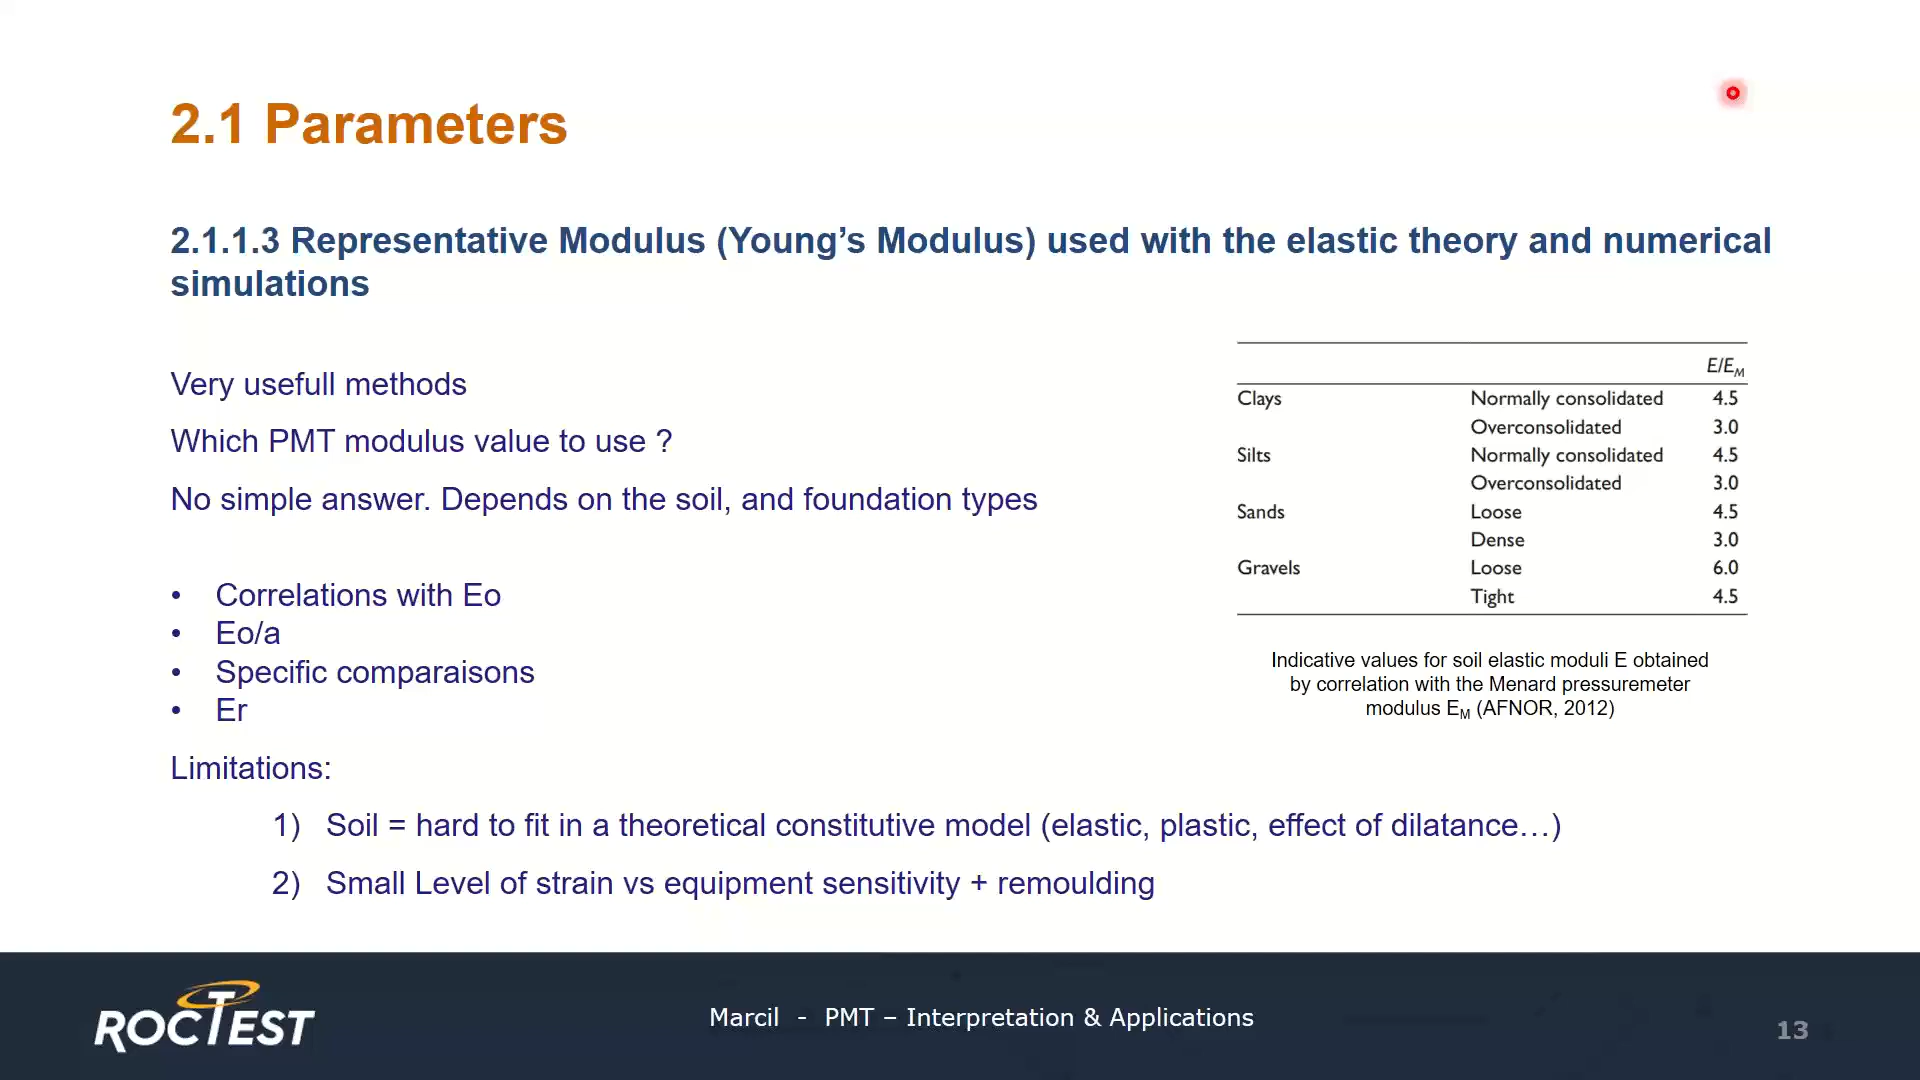 2.1 Parameters
2.1.1.3 Representative Modulus (Young’s Modulus) used with the elastic theory and numerical
simulations
Very usefull methods
Which PMT modulus value to use ?
No simple answer. Depends on the soil, and foundation types
• Correlations with Eo
• Eo/a
• Specific comparaisons
• Er
E/EM
Clays Normally consolidated 4.5
Overconsolidated 3.0
Silts Normally consolidated 4.5
Overconsolidated 3.0
Sands Loose 4.5
Dense 3.0
Gravels Loose 6.0
Tight 4.5
Indicative values for soil elastic moduli E obtained
by correlation with the Menard pressuremeter
modulus EM (AFNOR, 2012)
Limitations:
1) Soil = hard to fit in a theoretical constitutive model (elastic, plastic, effect of dilatance…)
2) Small Level of strain vs equipment sensitivity + remoulding
ROCTEST
Marcil - PMT – Interpretation & Applications
13